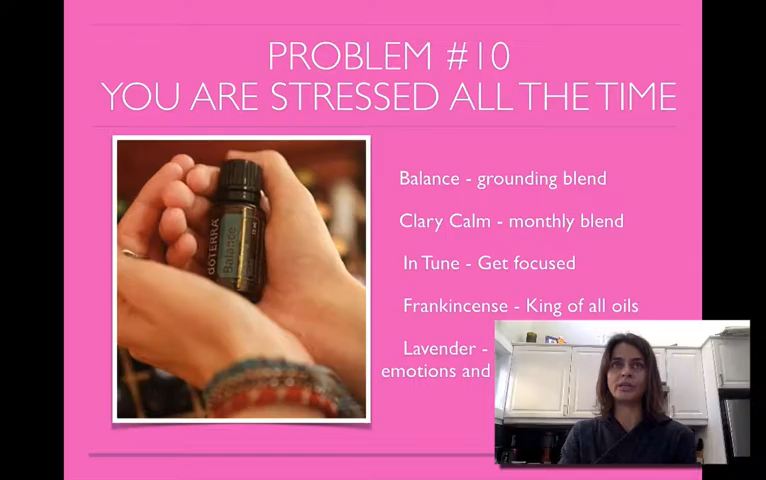 PROBLEM #10
YOU ARE STRESSED ALL THE TIME
Balance - grounding blend
Clary Calm - monthly blend
In Tune - Get focused
Frankincense - King of all oils
Lavender -
emotions and
dōTERRA
Balance